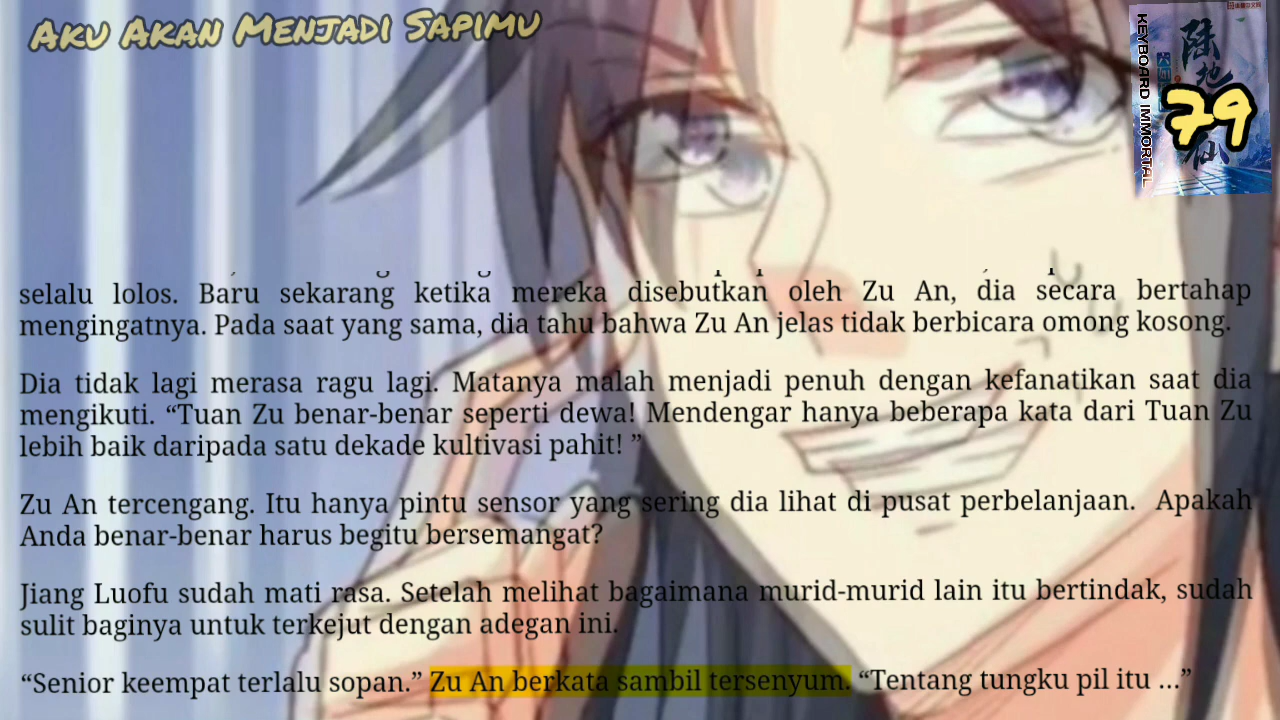 Aku Akan Menjadi Sapimu
KEYBOARD IMMORTAL
79
selalu lolos. Baru sekarang ketika mereka disebutkan oleh Zu An, dia secara bertahap
mengingatnya. Pada saat yang sama, dia tahu bahwa Zu An jelas tidak berbicara omong kosong.
Dia tidak lagi merasa ragu lagi. Matanya malah menjadi penuh dengan kefanatikan saat dia
mengikuti. “Tuan Zu benar-benar seperti dewa! Mendengar hanya beberapa kata dari Tuan Zu
lebih baik daripada satu dekade kultivasi pahit! ”
Zu An tercengang. Itu hanya pintu sensor yang sering dia lihat di pusat perbelanjaan.  Apakah
Anda benar-benar harus begitu bersemangat?
Jiang Luofu sudah mati rasa. Setelah melihat bagaimana murid-murid lain itu bertindak, sudah
sulit baginya untuk terkejut dengan adegan ini.
“Senior keempat terlalu sopan.” Zu An berkata sambil tersenyum. “Tentang tungku pil itu ...”